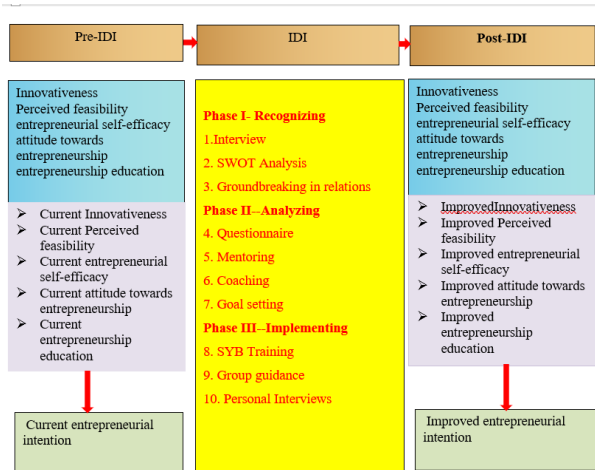 Pre-IDI
IDI
Post-IDI
Innovativeness
Perceived feasibility
entrepreneurial self-efficacy
attitude towards
entrepreneurship
entrepreneurship education
➢ Current Innovativeness
➢ Current Perceived
feasibility
➢ Current entrepreneurial
self-efficacy
➢ Current attitude towards
entrepreneurship
➢ Current
entrepreneurship
education
Current entrepreneurial
intention
Phase I- Recognizing
1.Interview
2. SWOT Analysis
3. Groundbreaking in relations
Phase II--Analyzing
4. Questionnaire
5. Mentoring
6. Coaching
7. Goal setting
Phase III--Implementing
8. SYB Training
9. Group guidance
10. Personal Interviews
Innovativeness
Perceived feasibility
entrepreneurial self-efficacy
attitude towards
entrepreneurship
entrepreneurship education
➢ ImprovedInnovativeness
➢ Improved Perceived
feasibility
➢ Improved entrepreneurial
self-efficacy
➢ Improved attitude towards
entrepreneurship
➢ Improved
entrepreneurship
education
Improved entrepreneurial
intention